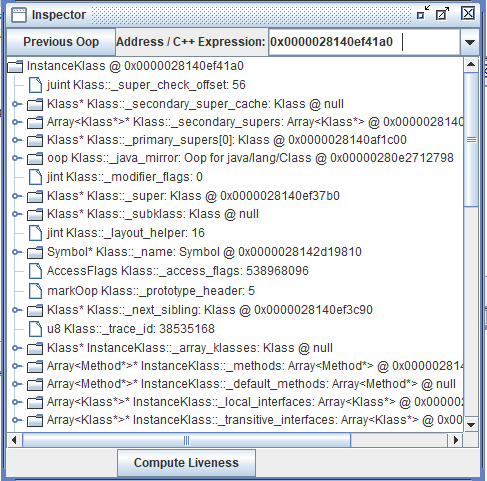 Inspector
Previous Oop Address / C++ Expression: 0x0000028140ef41a0
InstanceKlass @ 0x0000028140ef41a0
juint Klass::_super_check_offset: 56
Klass* Klass::_secondary_super_cache: Klass @ null
Array<Klass*>* Klass::_secondary_supers: Array<Klass*> @ 0x0000028140
Klass* Klass::_primary_supers[0]: Klass @ 0x0000028140af1c00
oop Klass::_java_mirror: Oop for java/lang/Class @ 0x00000280e2712798
jint Klass::_modifier_flags: 0
Klass* Klass::_super: Klass @ 0x0000028140ef37b0
Klass* Klass::_subklass: Klass @ null
jint Klass::_layout_helper: 16
Symbol* Klass::_name: Symbol @ 0x0000028142d19810
AccessFlags Klass::_access_flags: 538968096
markOop Klass::_prototype_header: 5
Klass* Klass::_next_sibling: Klass @ 0x0000028140ef3c90
u8 Klass::_trace_id: 38535168
Klass* InstanceKlass::_array_klasses: Klass @ null
Array<Method*>* InstanceKlass::_methods: Array<Method*> @ 0x00000281
Array<Method*>* InstanceKlass::_default_methods: Array<Method*> @ null
Array<Klass*>* InstanceKlass::_local_interfaces: Array<Klass*> @ 0x00000
Array<Klass*>* InstanceKlass::_transitive_interfaces: Array<Klass*> @ 0x00
Compute Liveness